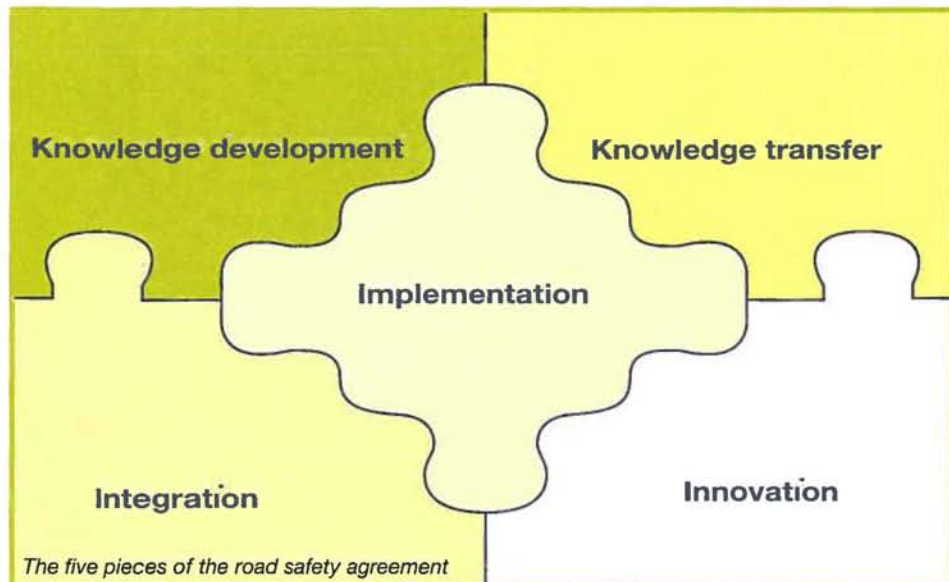 Knowledge development
Knowledge transfer
Implementation
Integration
Innovation
The five pieces of the road safety agreement